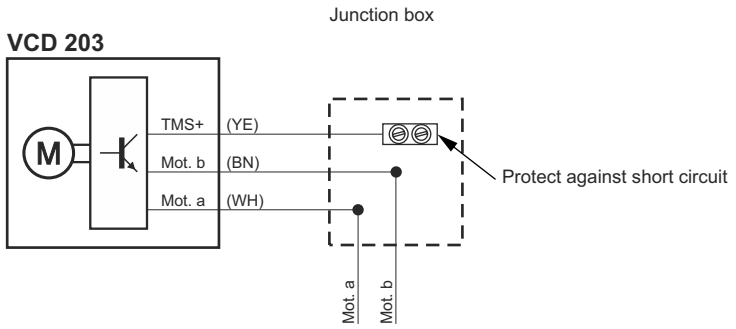 Junction box
VCD 203
M
TMS+ (YE)
Mot. b (BN)
Mot. a (WH)
Protect against short circuit
Mot. a
Mot. b